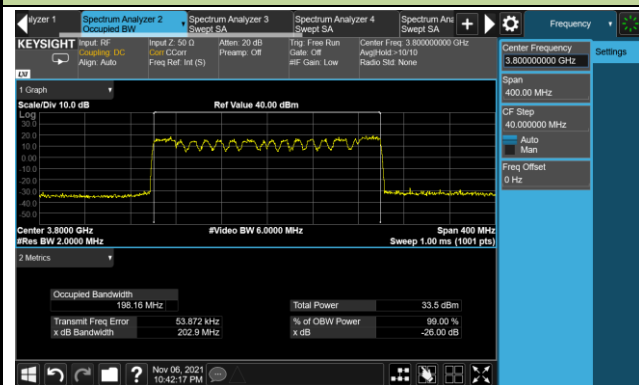 lyzer 1
Spectrum Analyzer 2
Occupied BW
Spectrum Analyzer 3
Swept SA
Spectrum Analyzer 4
Swept SA
Spectrum Ana
Swept SA
Frequency
KEYSIGHT
Input: RF
Coupling: DC
Align: Auto
Input Z: 50 Ω
Corr CCorr
Freq Ref: Int (S)
Atten: 20 dB
Preamp: Off
Trig: Free Run
Gate: Off
#IF Gain: Low
Center Freq: 3.800000000 GHz
Avg|Hold:>10/10
Radio Std: None
LXI
Center Frequency
3.800000000 GHz
Settings
Span
400.00 MHz
CF Step
40.000000 MHz
Auto
Man
Freq Offset
0 Hz
1 Graph
Scale/Div 10.0 dB
Ref Value 40.00 dBm
Log
30.0
20.0
10.0
0.00
-10.0
-20.0
-30.0
-40.0
-50.0
Center 3.8000 GHz
#Video BW 6.0000 MHz
Span 400 MHz
#Res BW 2.0000 MHz
Sweep 1.00 ms (1001 pts)
2 Metrics
Occupied Bandwidth
198.16 MHz
Total Power
33.5 dBm
Transmit Freq Error
53.872 kHz
% of OBW Power
99.00 %
x dB Bandwidth
202.9 MHz
x dB
-26.00 dB
?
Nov 06, 2021
10:42:17 PM